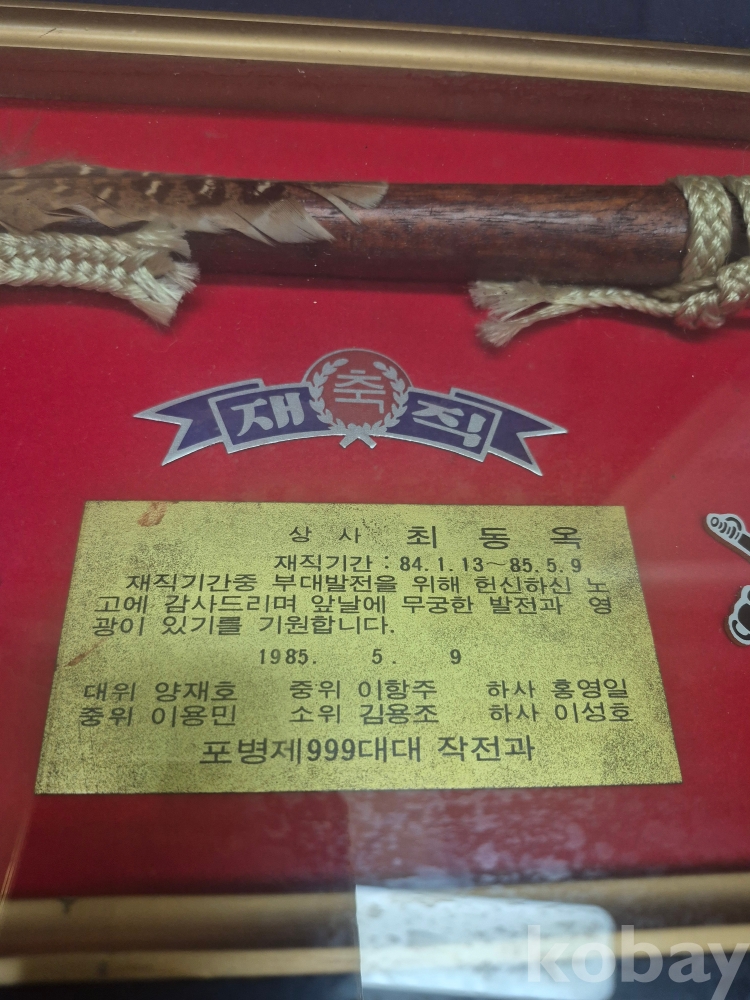 재 축 직
상사 최동옥
재직기간 : 84.1.13~85.5.9
재직기간중 부대발전을 위해 헌신하신 노
고에 감사드리며 앞날에 무궁한 발전과 영
광이 있기를 기원합니다.
1985. 5. 9
대위 양재호 중위 이항주 하사 홍영일
중위 이용민 소위 김용조 하사 이성호
포병제999대대 작전과
kobay